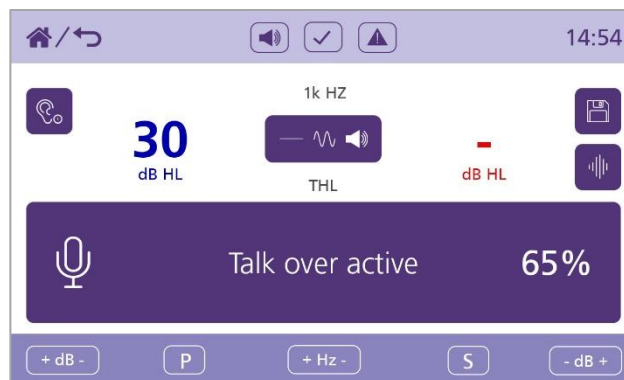 / 14:54
1k HZ
30
dB HL
-
dB HL
THL
Talk over active 65%
+ dB - P + Hz - S - dB +